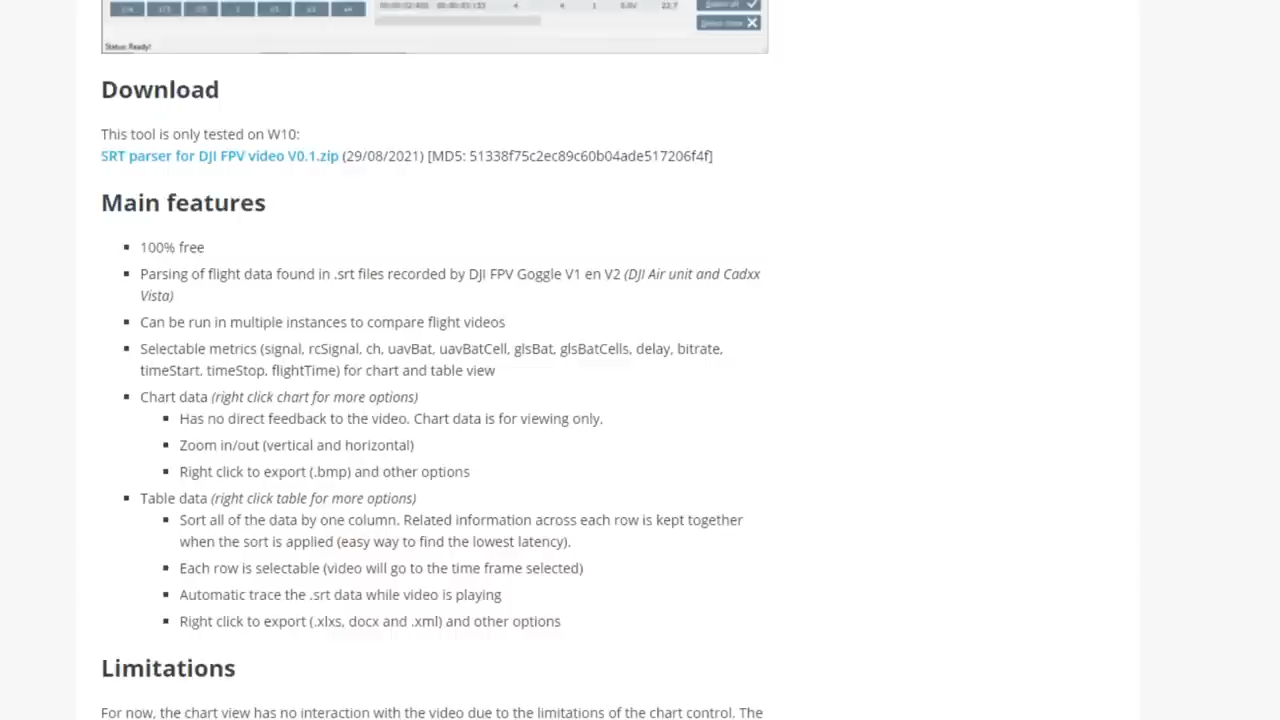 Status: Ready!
Download
This tool is only tested on W10:
SRT parser for DJI FPV video V0.1.zip (29/08/2021) [MD5: 51338f75c2ec89c60b04ade517206f4f]
Main features
100% free
Parsing of flight data found in .srt files recorded by DJI FPV Goggle V1 en V2 (DJI Air unit and Cadxx
Vista)
Can be run in multiple instances to compare flight videos
Selectable metrics (signal, rcSignal, ch, uavBat, uavBatCell, glsBat, glsBatCells, delay, bitrate,
timeStart. timeStop, flightTime) for chart and table view
Chart data (right click chart for more options)
Has no direct feedback to the video. Chart data is for viewing only.
Zoom in/out (vertical and horizontal)
Right click to export (.bmp) and other options
Table data (right click table for more options)
Sort all of the data by one column. Related information across each row is kept together
when the sort is applied (easy way to find the lowest latency).
Each row is selectable (video will go to the time frame selected)
Automatic trace the .srt data while video is playing
Right click to export (.xlxs, docx and .xml) and other options
Limitations
For now, the chart view has no interaction with the video due to the limitations of the chart control. The